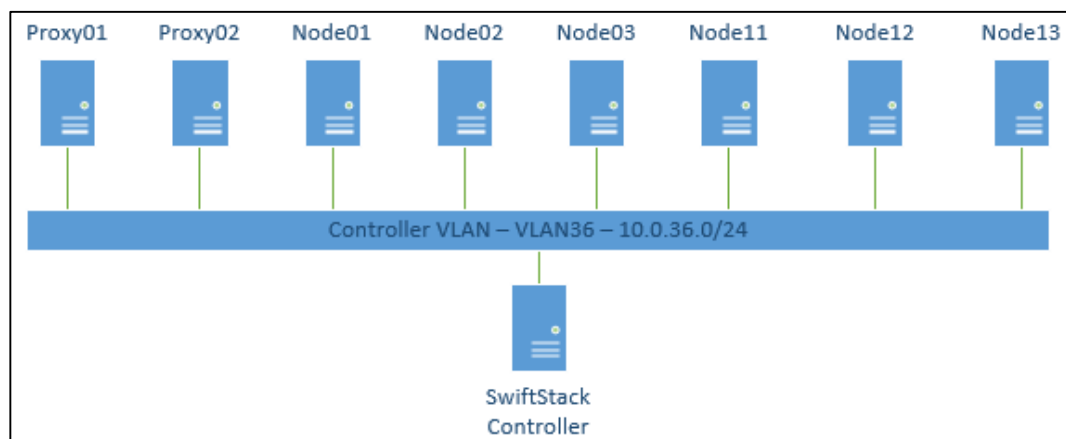 Proxy01 Proxy02 Node01 Node02 Node03 Node11 Node12 Node13
Controller VLAN – VLAN36 – 10.0.36.0/24
SwiftStack
Controller